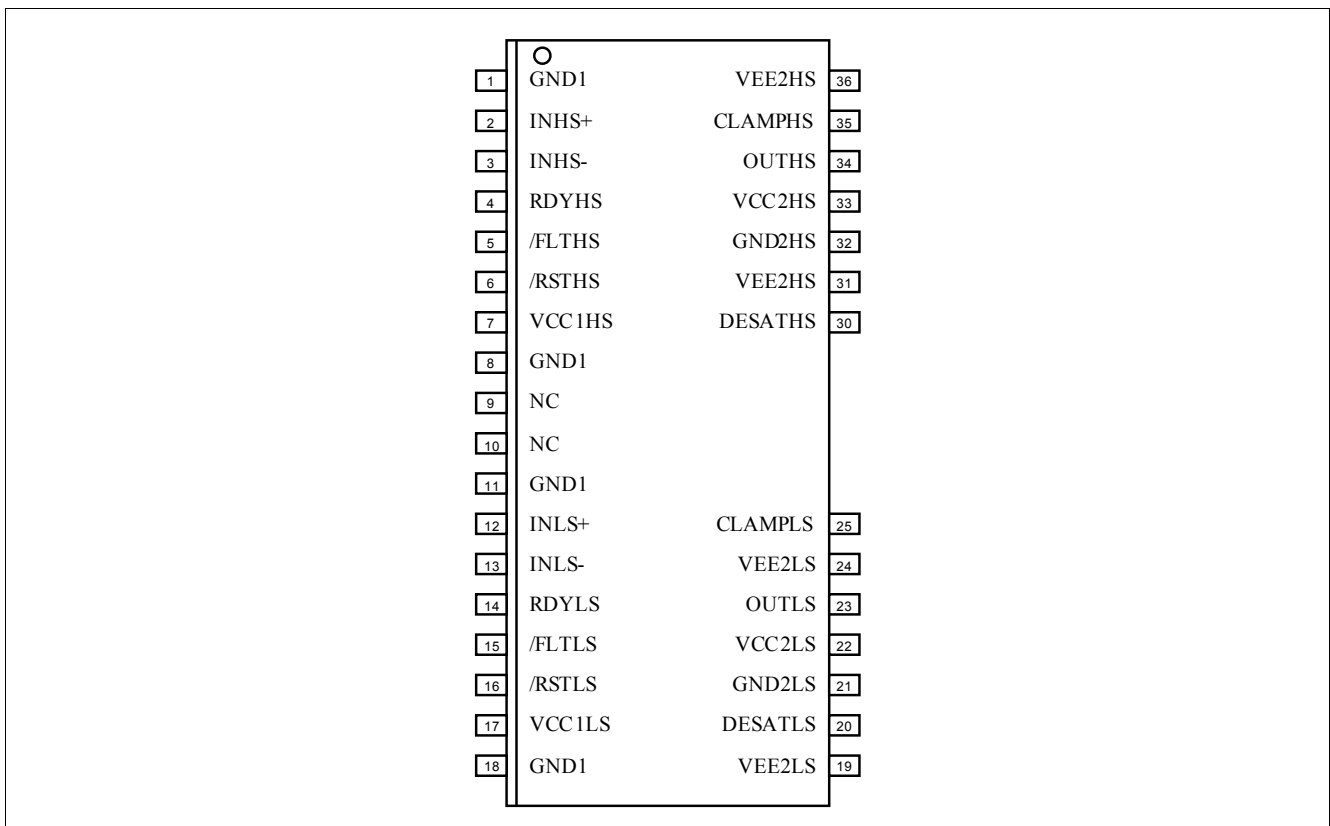 1 GND1 VEE2HS 36
2 INHS+ CLAMPHS 35
3 INHS- OUTHS 34
4 RDYHS VCC2HS 33
5 /FLTHS GND2HS 32
6 /RSTHS VEE2HS 31
7 VCC1HS DESATHS 30
8 GND1
9 NC
10 NC
11 GND1
12 INLS+ CLAMPLS 25
13 INLS- VEE2LS 24
14 RDYLS OUTLS 23
15 /FLTLS VCC2LS 22
16 /RSTLS GND2LS 21
17 VCC1LS DESATLS 20
18 GND1 VEE2LS 19